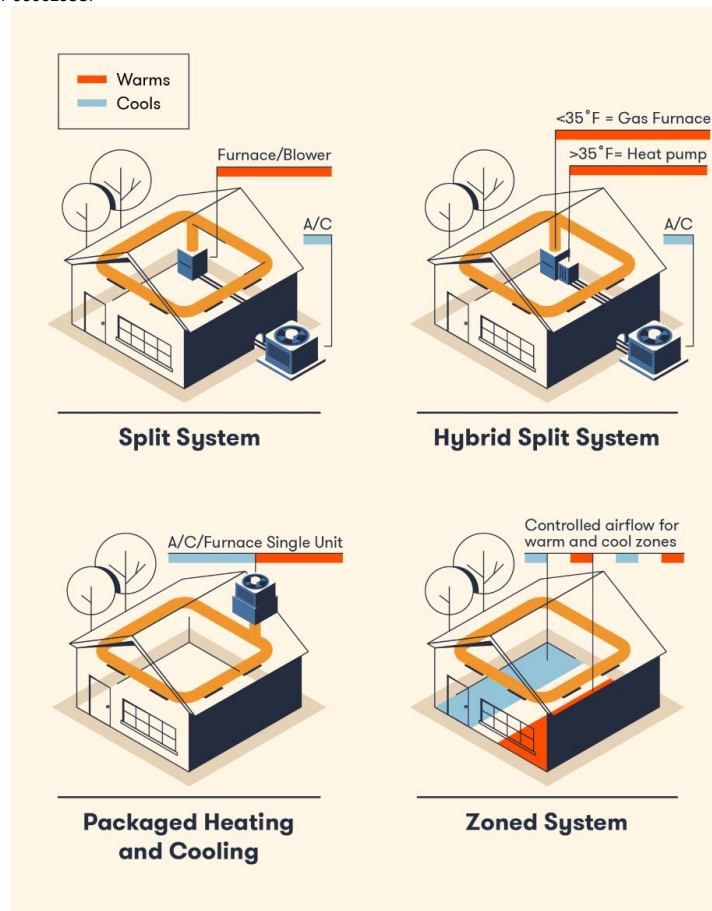 Warms
Cools
Furnace/Blower
A/C
Split System
<35°F = Gas Furnace
>35°F= Heat pump
A/C
Hybrid Split System
A/C/Furnace Single Unit
Packaged Heating
and Cooling
Controlled airflow for
warm and cool zones
Zoned System